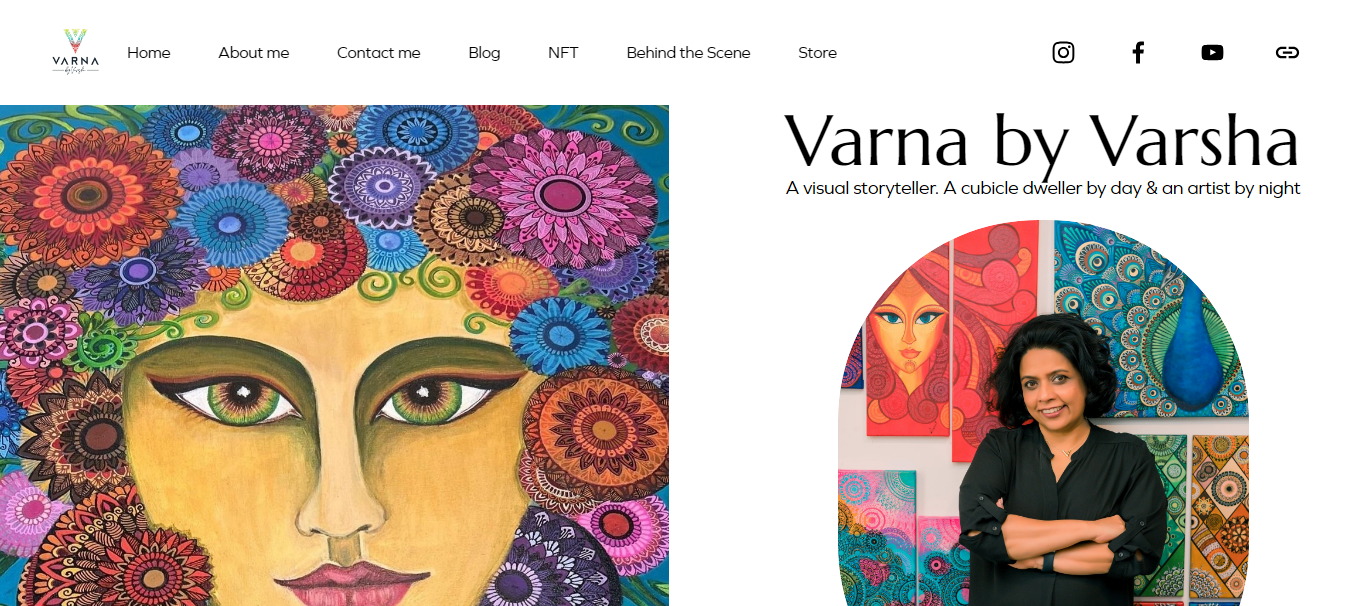 VARNA
by Varsha
Home
About me
Contact me
Blog
NFT
Behind the Scene
Store
Varna by Varsha
A visual storyteller. A cubicle dweller by day & an artist by night